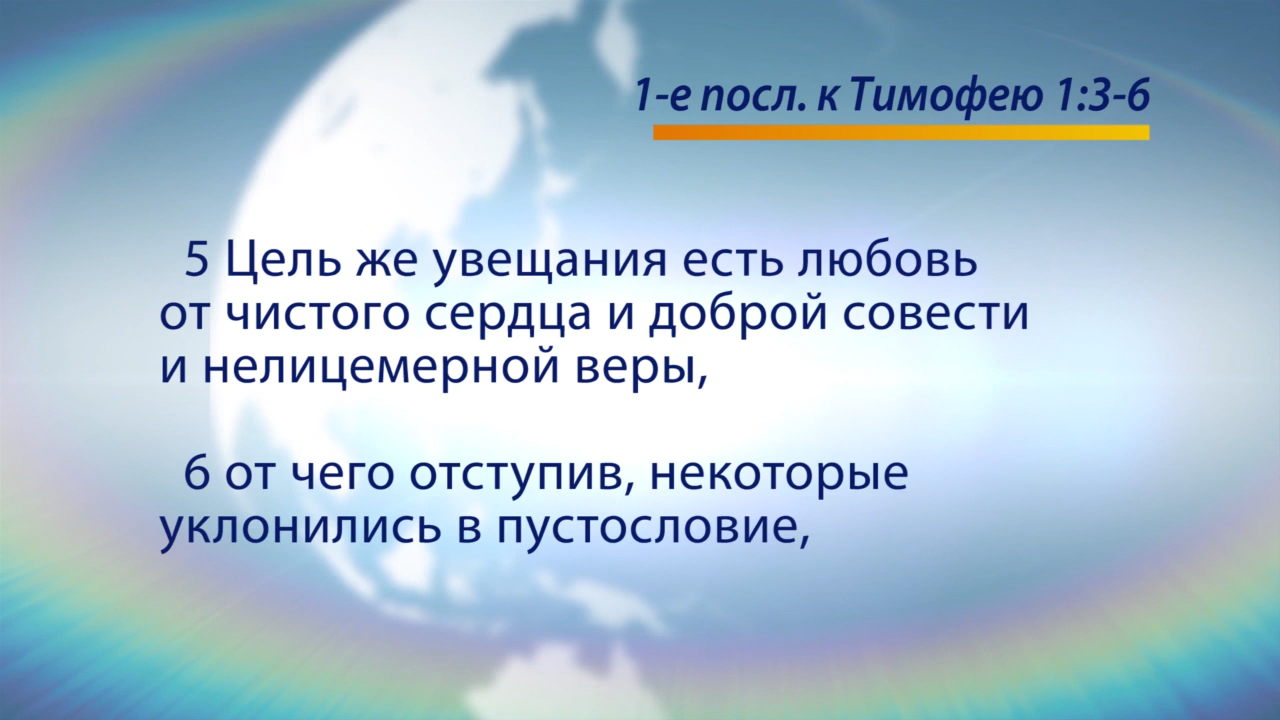 1-е посл. к Тимофею 1:3-6
5 Цель же увещания есть любовь
от чистого сердца и доброй совести
и нелицемерной веры,
6 от чего отступив, некоторые
уклонились в пустословие,